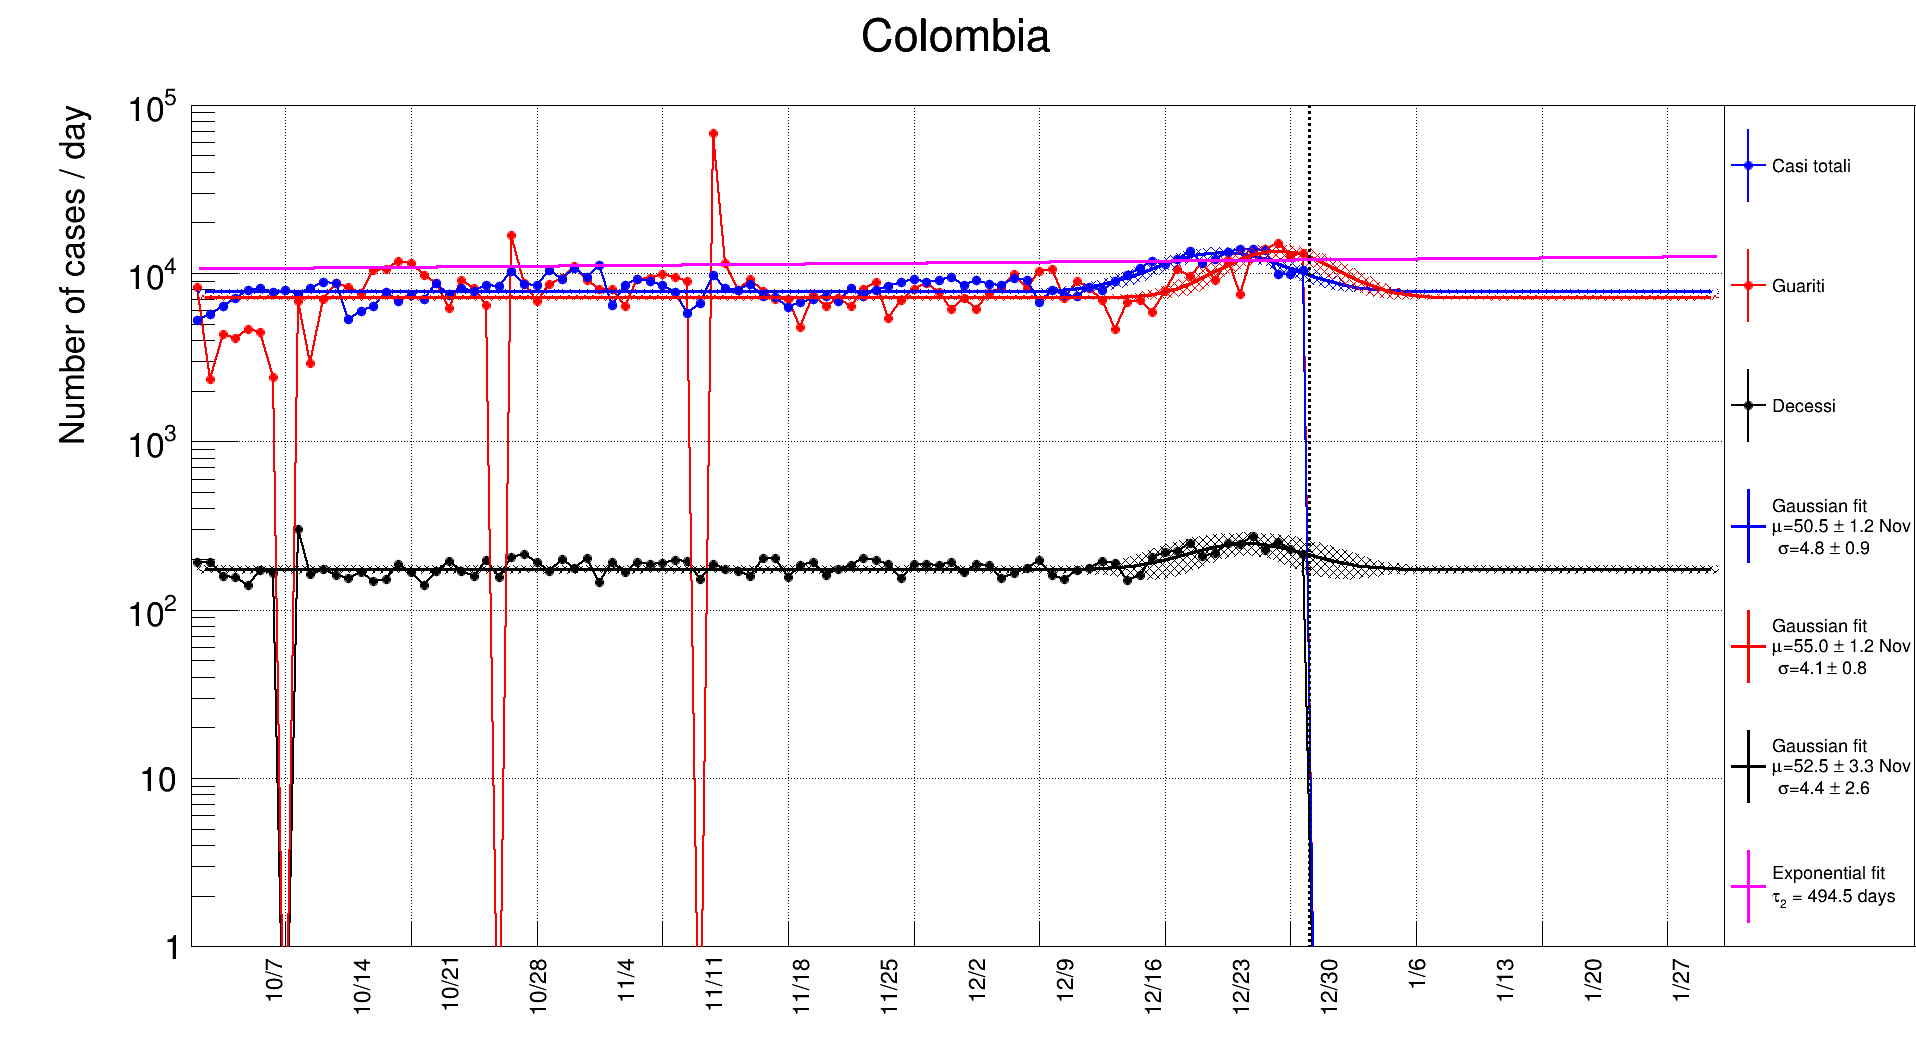 Colombia
Number of cases / day
10^5
10^4
10^3
10^2
10
1
10/7
10/14
10/21
10/28
11/4
11/11
11/18
11/25
12/2
12/9
12/16
12/23
12/30
1/6
1/13
1/20
1/27
Casi totali
Guariti
Decessi
Gaussian fit
μ=50.5 ± 1.2 Nov
σ=4.8 ± 0.9
Gaussian fit
μ=55.0 ± 1.2 Nov
σ=4.1 ± 0.8
Gaussian fit
μ=52.5 ± 3.3 Nov
σ=4.4 ± 2.6
Exponential fit
τ₂ = 494.5 days